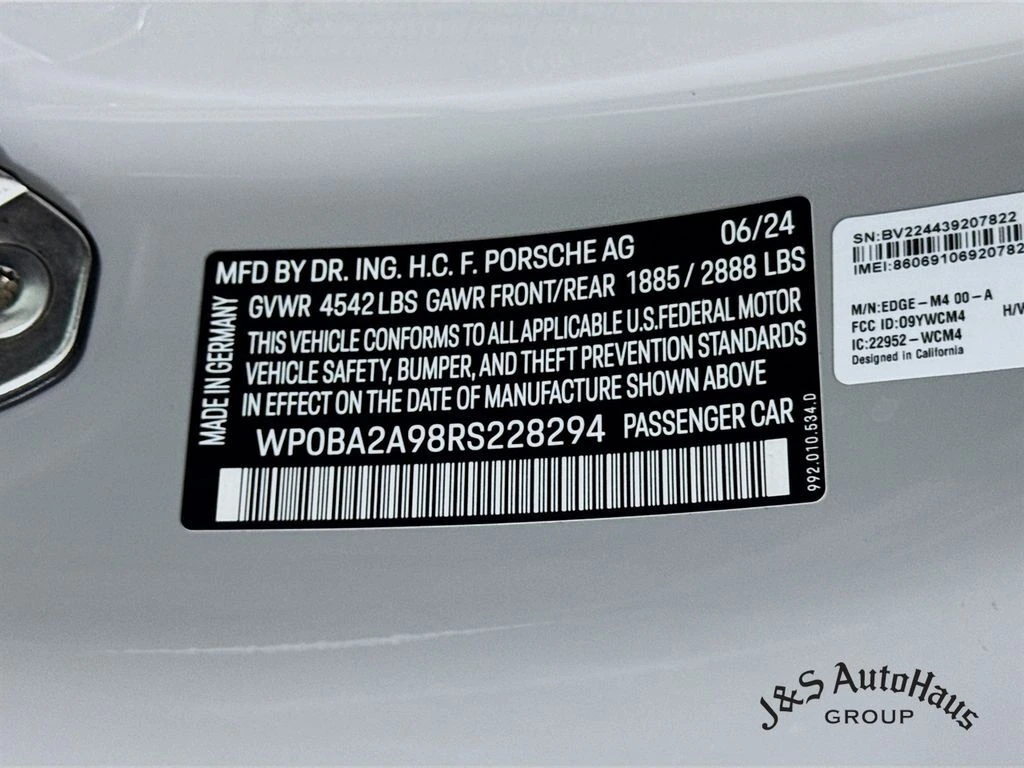 MFD BY DR. ING. H.C. F. PORSCHE AG 06/24
GVWR 4542 LBS GAWR FRONT/REAR 1885 / 2888 LBS
THIS VEHICLE CONFORMS TO ALL APPLICABLE U.S.FEDERAL MOTOR
VEHICLE SAFETY, BUMPER, AND THEFT PREVENTION STANDARDS
IN EFFECT ON THE DATE OF MANUFACTURE SHOWN ABOVE
WP0BA2A98RS228294 PASSENGER CAR
MADE IN GERMANY
992.010.534.D
SN:BV224439207822
IMEI:86069106920782
M/N:EDGE-M4 00-A H/V
FCC ID:09YWCM4
IC:22952-WCM4
Designed in California
J&S AutoHaus
GROUP